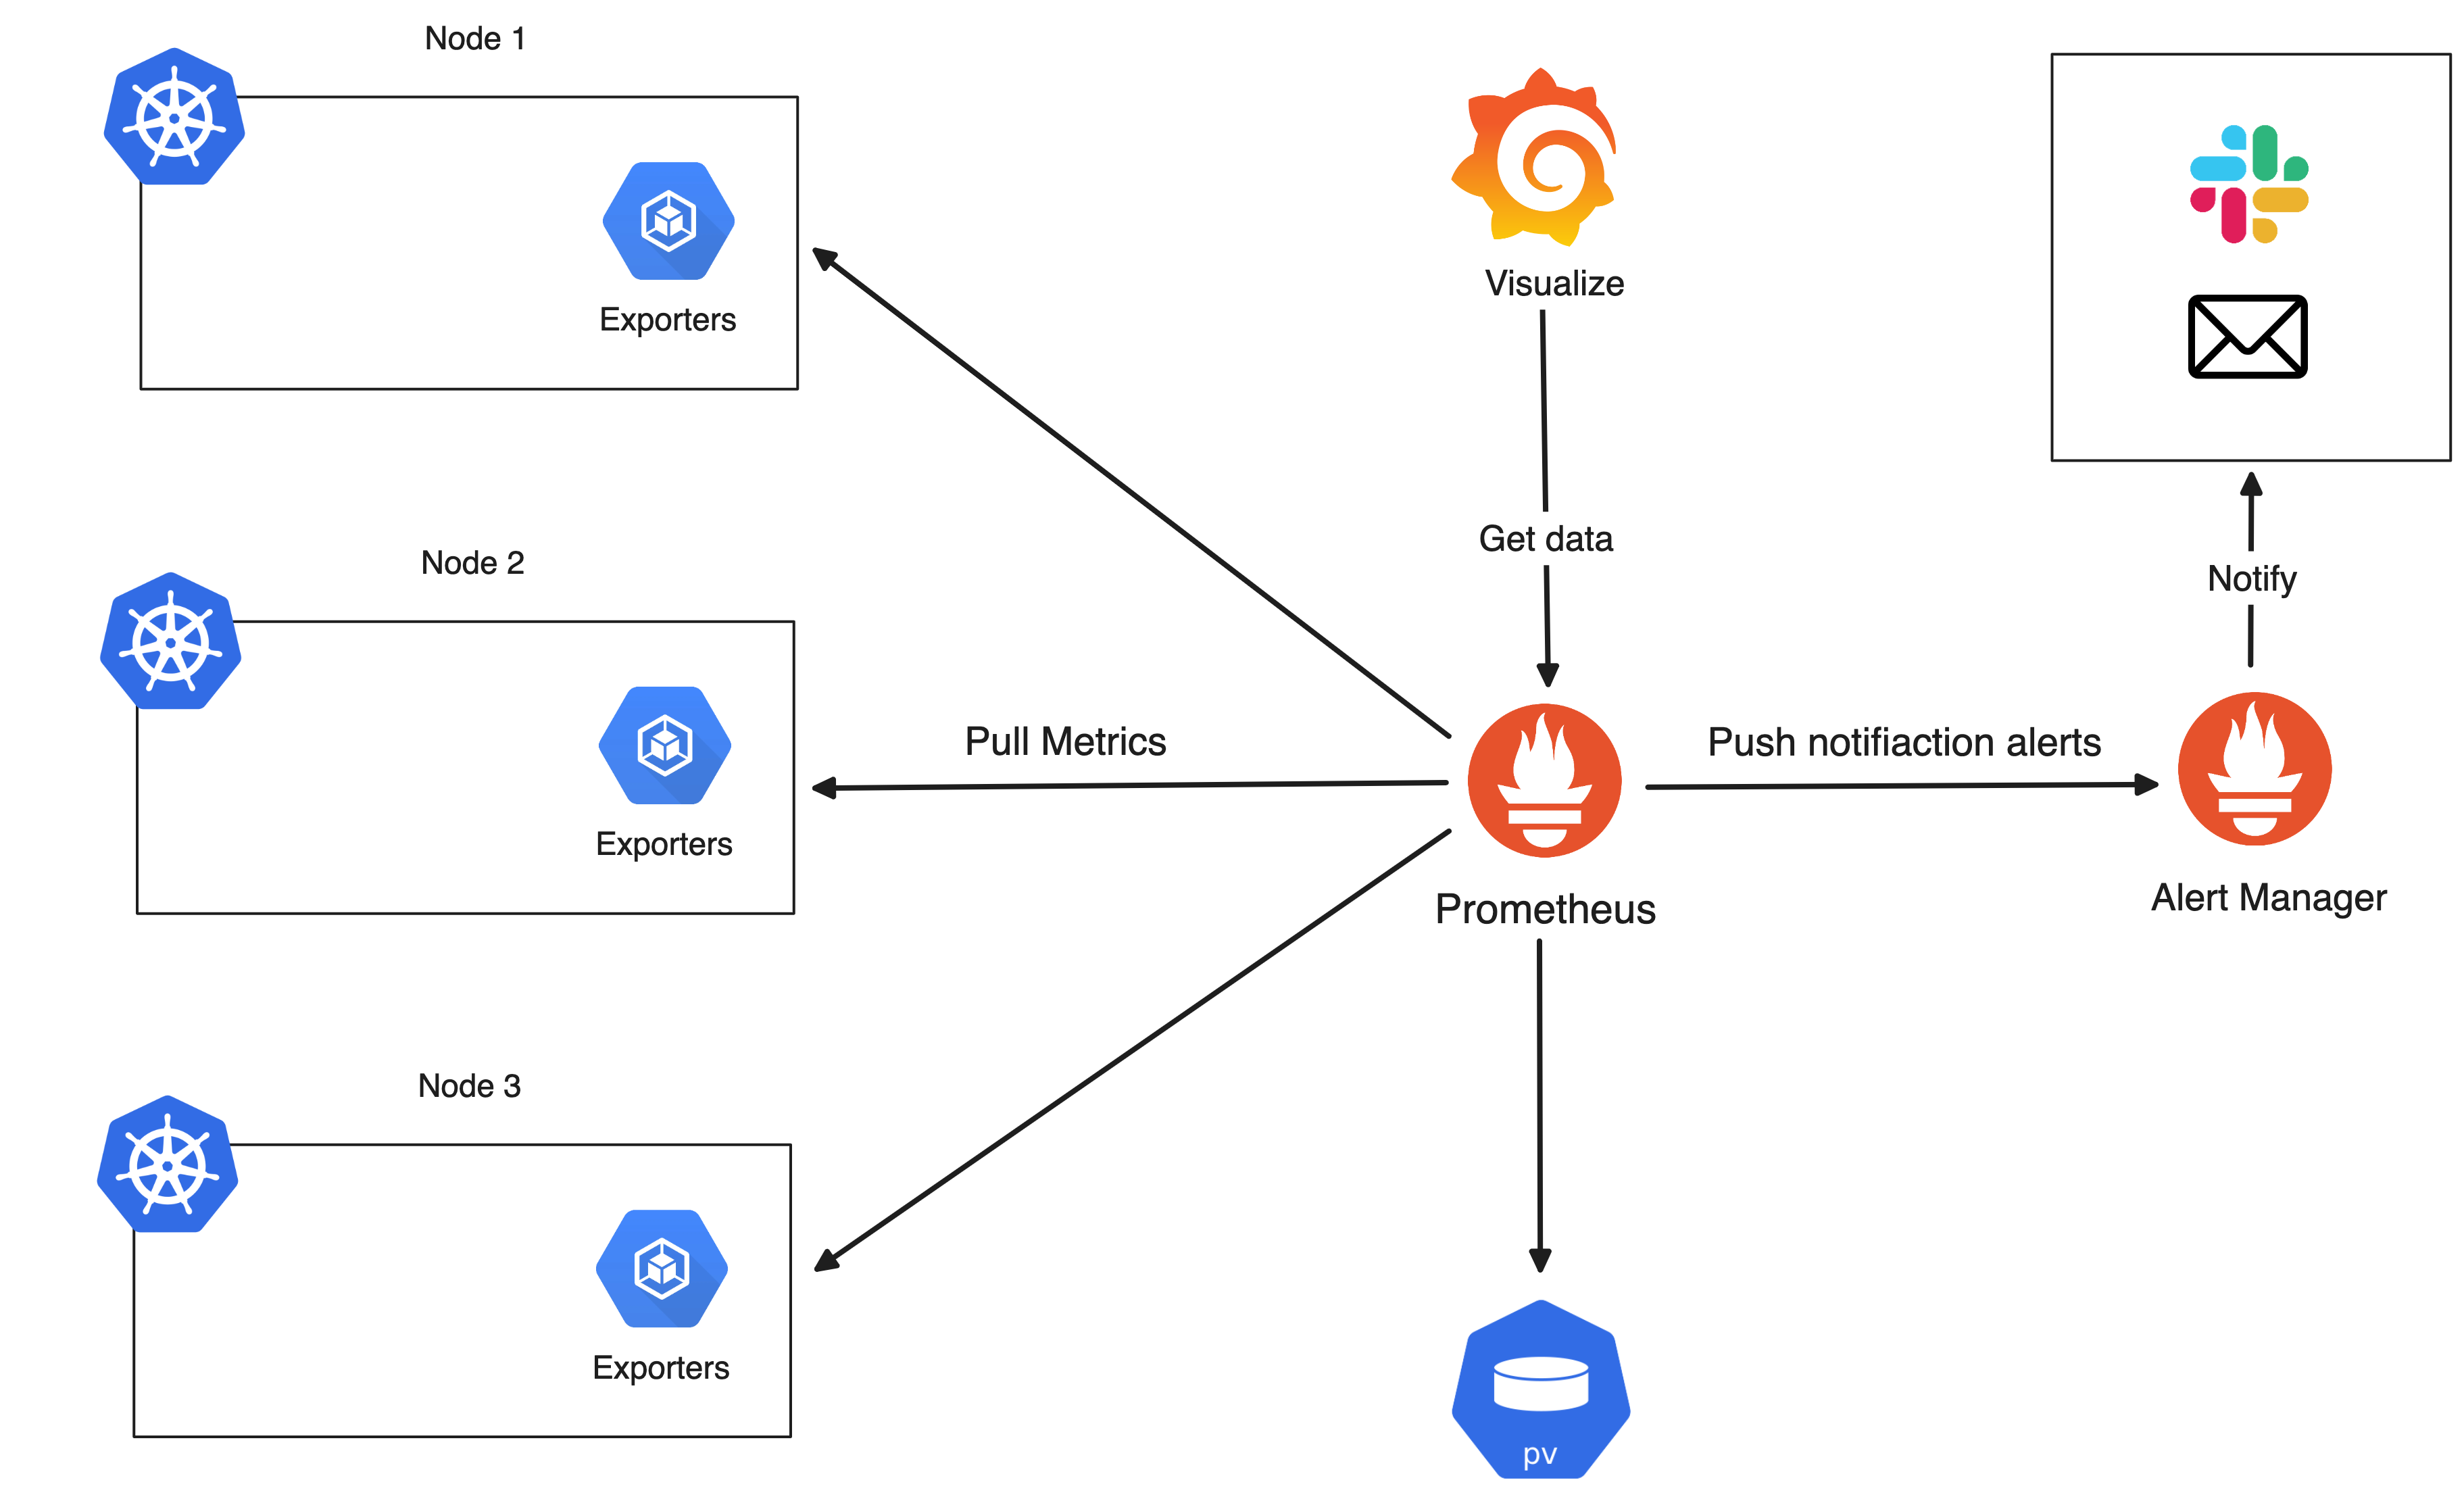 Node 1
Exporters
Visualize
Get data
Notify
Node 2
Exporters
Pull Metrics
Push notifiaction alerts
Prometheus
Alert Manager
Node 3
Exporters
pv